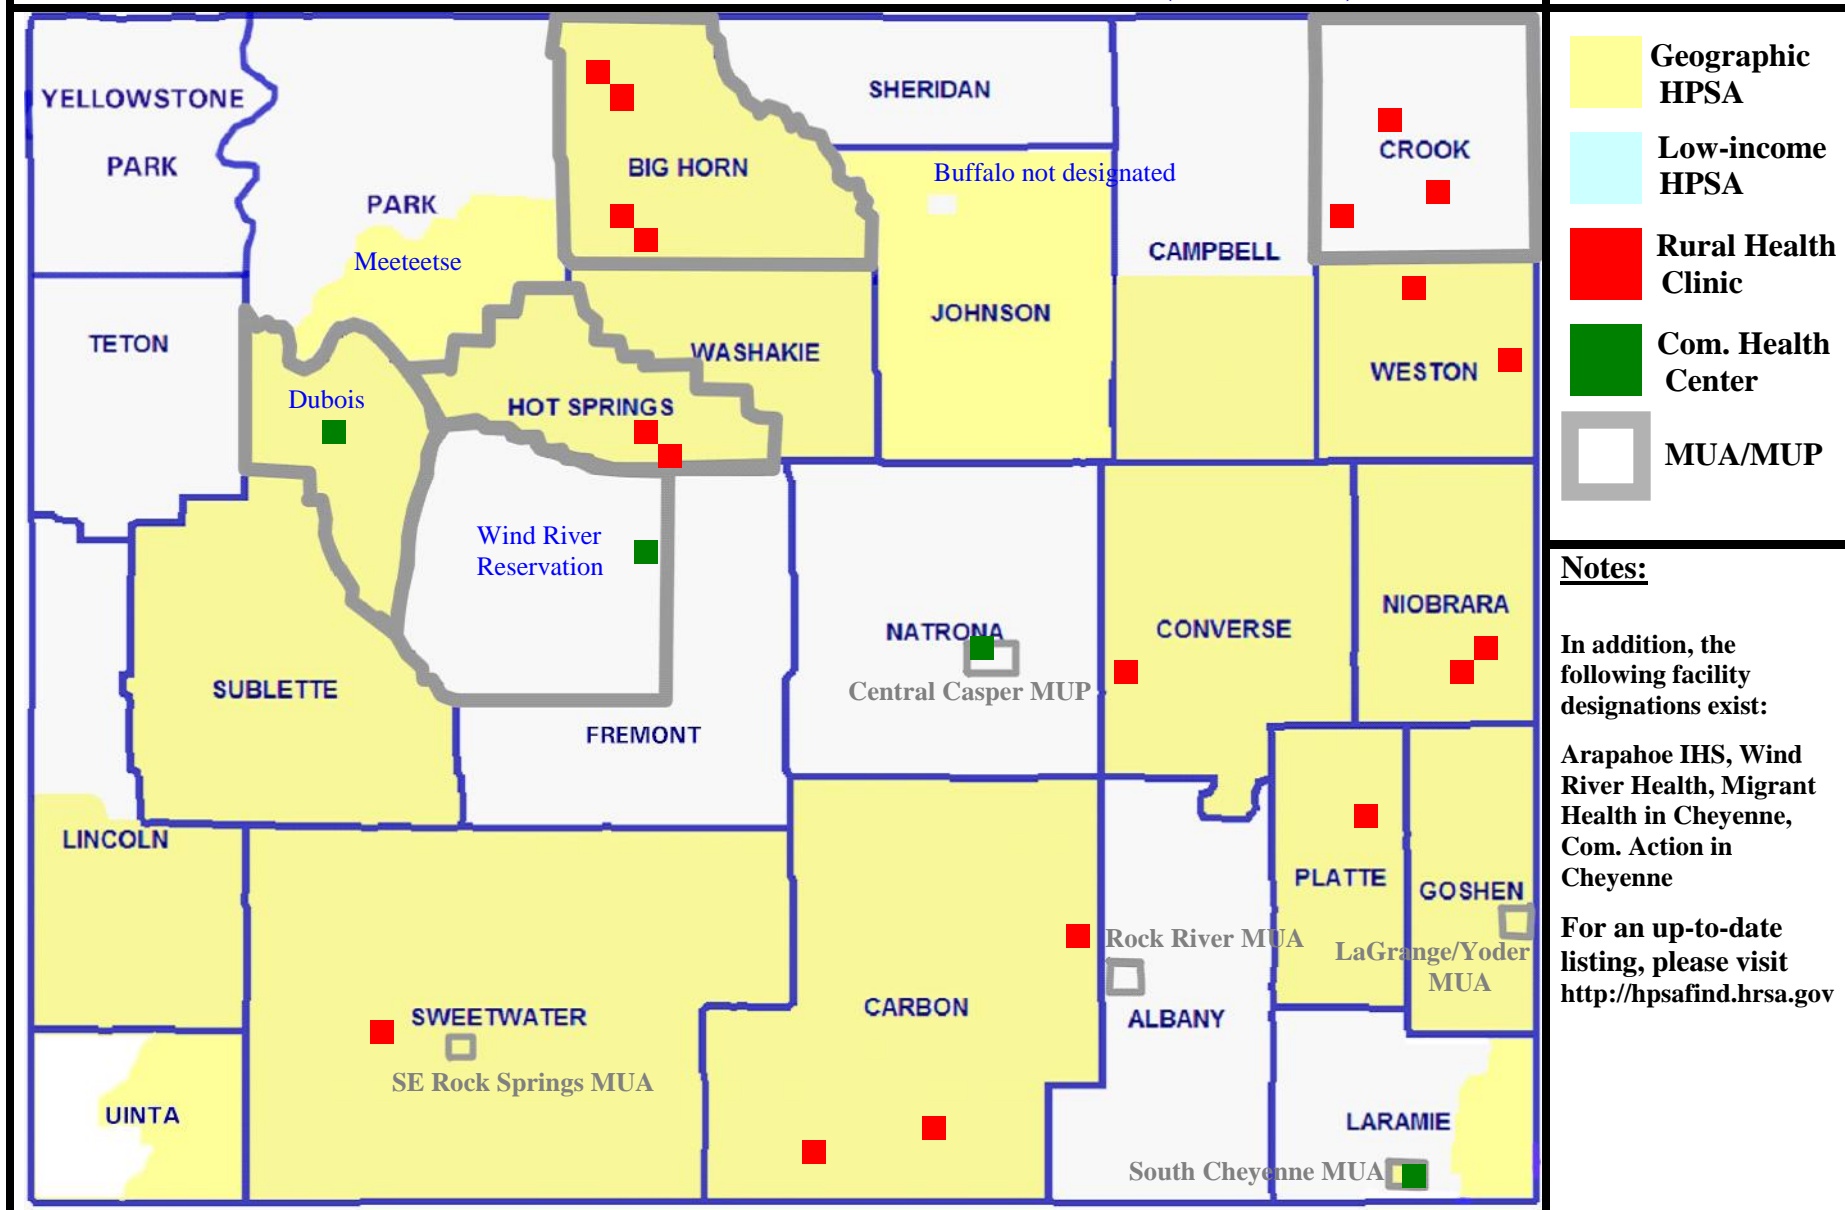 YELLOWSTONE
PARK
PARK
Meeteetse
BIG HORN
SHERIDAN
Buffalo not designated
CROOK
CAMPBELL
TETON
JOHNSON
WASHAKIE
WESTON
Dubois
HOT SPRINGS
Wind River
Reservation
NATRONA
Central Casper MUP
CONVERSE
NIOBRARA
SUBLETTE
FREMONT
LINCOLN
PLATTE
GOSHEN
LaGrange/Yoder
MUA
Rock River MUA
SWEETWATER
SE Rock Springs MUA
CARBON
ALBANY
UINTA
LARAMIE
South Cheyenne MUA
Geographic
HPSA
Low-income
HPSA
Rural Health
Clinic
Com. Health
Center
MUA/MUP
Notes:
In addition, the
following facility
designations exist:
Arapahoe IHS, Wind
River Health, Migrant
Health in Cheyenne,
Com. Action in
Cheyenne
For an up-to-date
listing, please visit
http://hpsafind.hrsa.gov